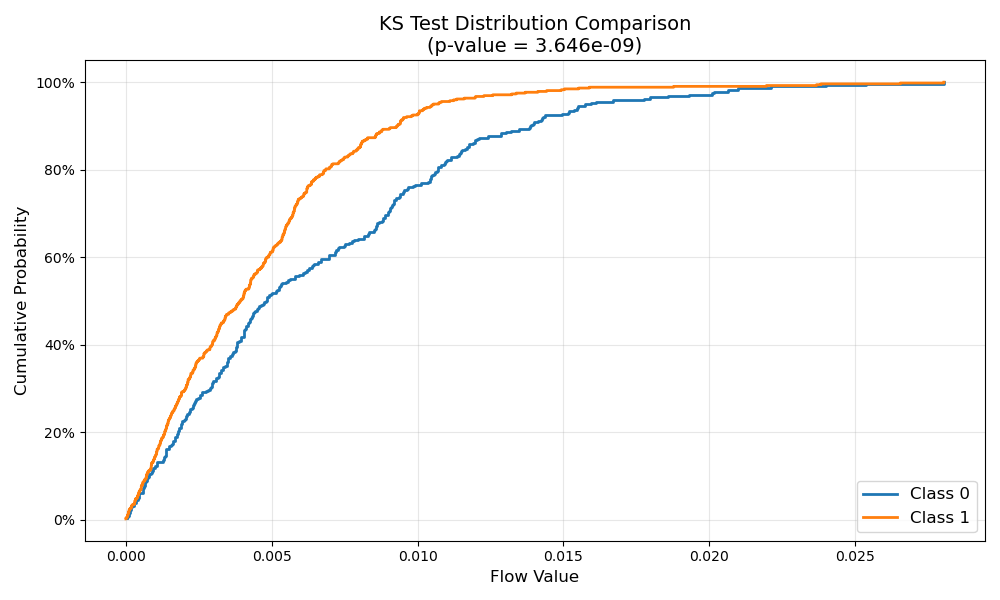 KS Test Distribution Comparison
(p-value = 3.646e-09)
100%
80%
60%
40%
20%
0%
Cumulative Probability
0.000 0.005 0.010 0.015 0.020 0.025
Flow Value
Class 0
Class 1